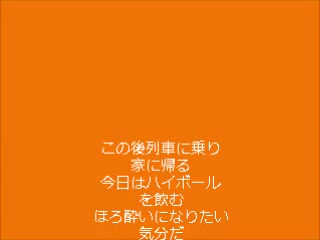 この後列車に乗り
家に帰る
今日はハイボール
を飲む
ほろ酔いになりたい
気分だ